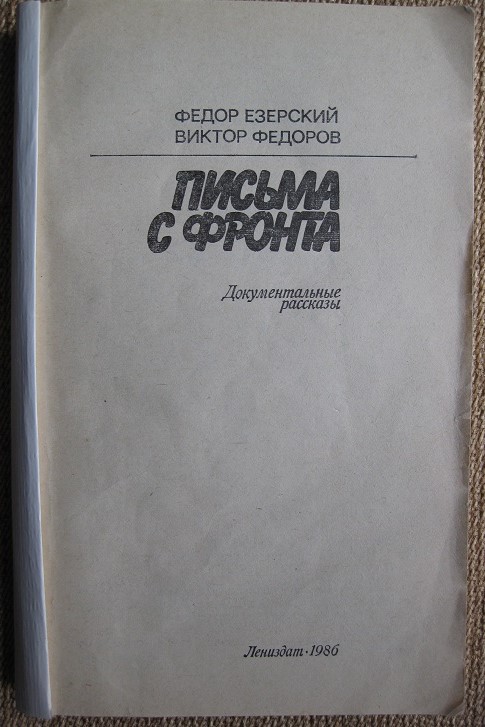 ФЕДОР ЕЗЕРСКИЙ
ВИКТОР ФЕДОРОВ
ПИСЬМА
С ФРОНТА
Документальные
рассказы
Лениздат·1986